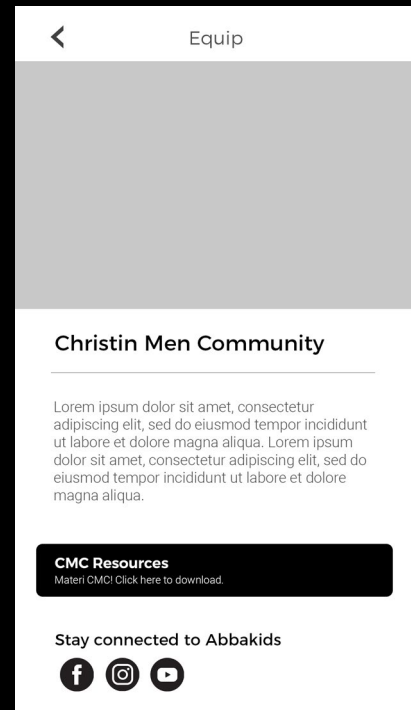 Equip
Christin Men Community
Lorem ipsum dolor sit amet, consectetur
adipiscing elit, sed do eiusmod tempor incididunt
ut labore et dolore magna aliqua. Lorem ipsum
dolor sit amet, consectetur adipiscing elit, sed do
eiusmod tempor incididunt ut labore et dolore
magna aliqua.
CMC Resources
Materi CMC! Click here to download.
Stay connected to Abbakids